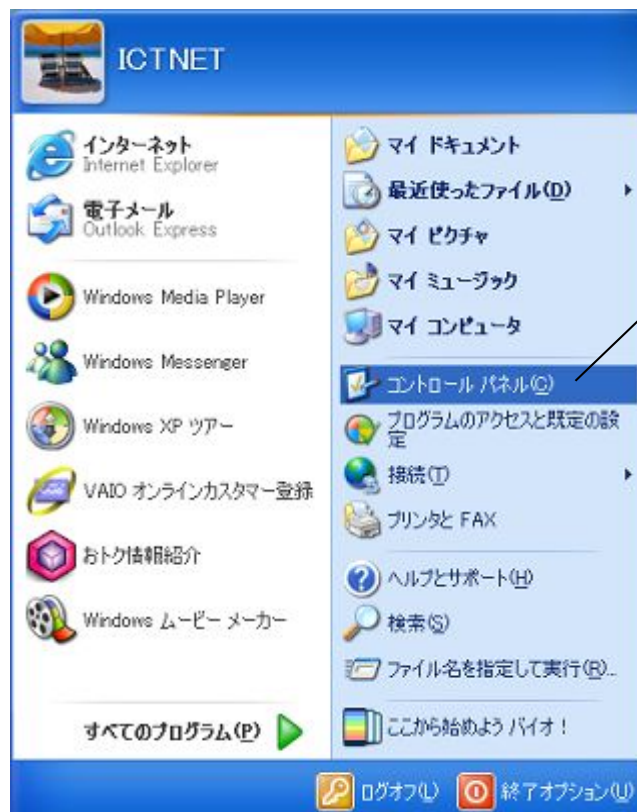 ICTNET
インターネット
Internet Explorer
電子メール
Outlook Express
Windows Media Player
Windows Messenger
Windows XP ツアー
VAIO オンラインカスタマー登録
おトク情報紹介
Windows ムービー メーカー
すべてのプログラム(P)
マイ ドキュメント
最近使ったファイル(D)
マイ ピクチャ
マイ ミュージック
マイ コンピュータ
コントロール パネル(C)
プログラムのアクセスと既定の設
定
接続(T)
プリンタと FAX
ヘルプとサポート(H)
検索(S)
ファイル名を指定して実行(R)...
ここから始めよう バイオ！
ログオフ(L)
終了オプション(U)